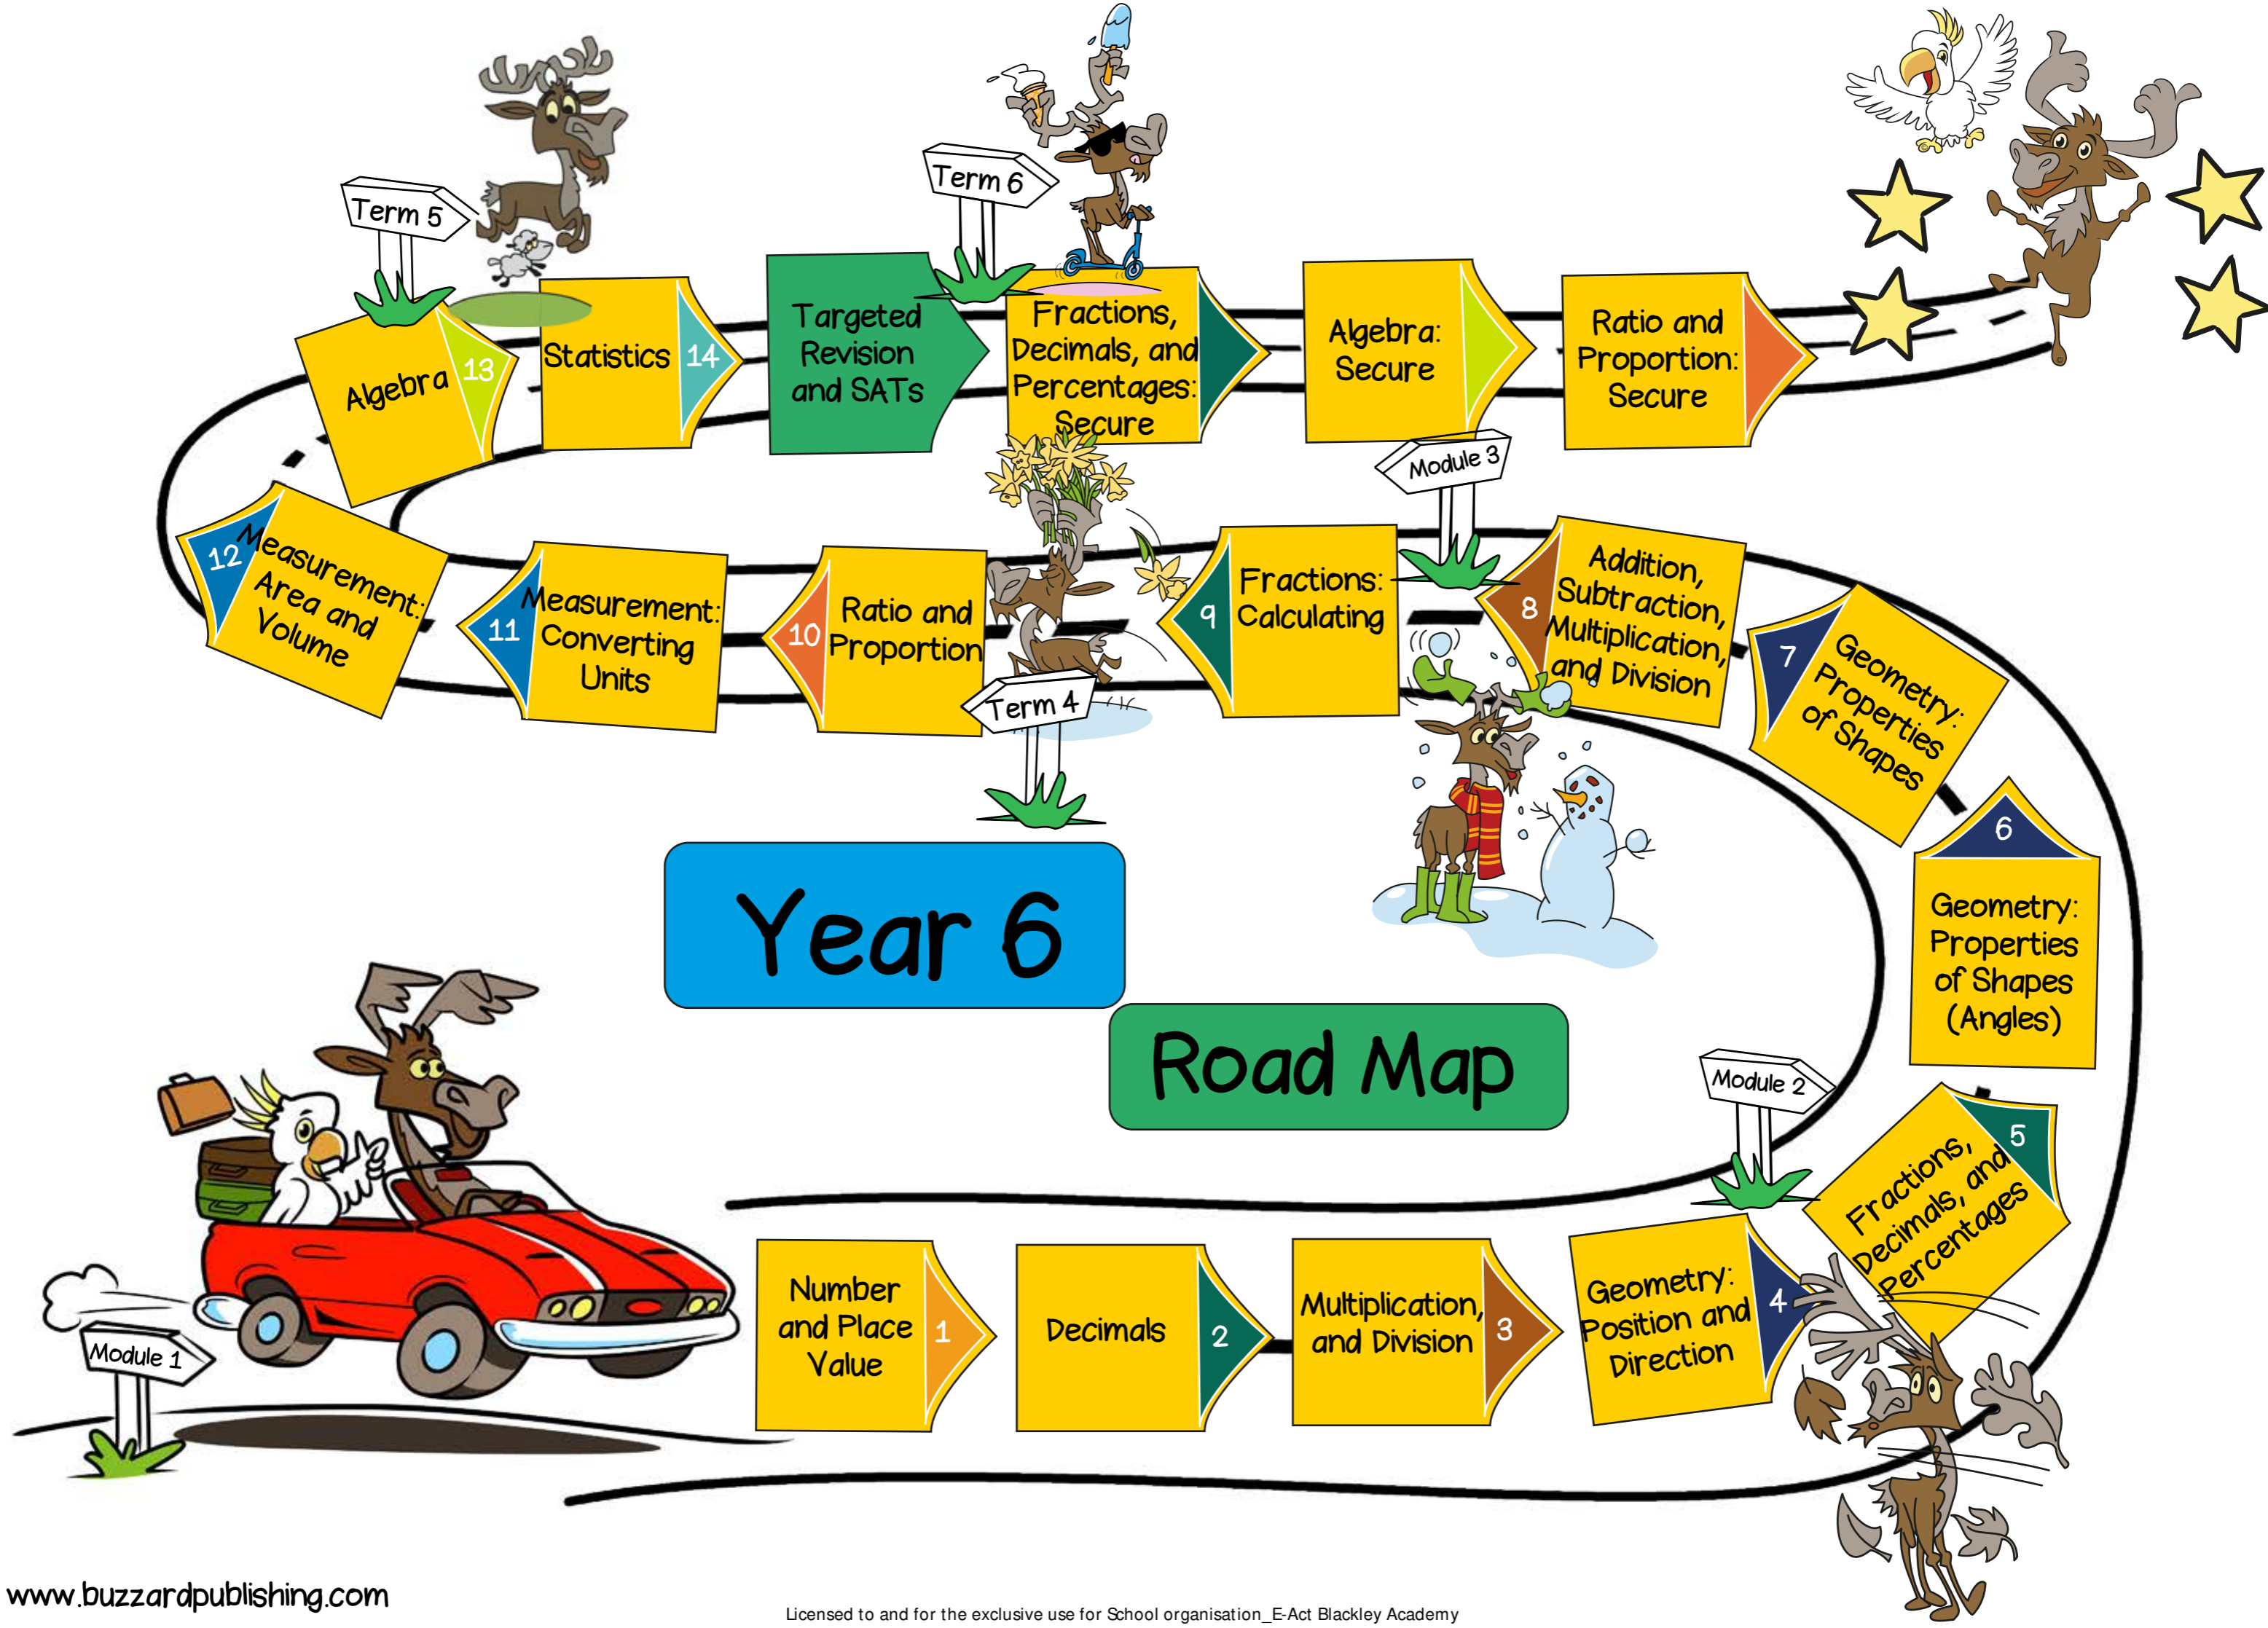 Year 6
Road Map
Module 1
Number
and Place
Value
1
Decimals
2
Multiplication,
and Division
3
Geometry:
Position and
Direction
4
Module 2
Fractions,
Decimals, and
Percentages
5
Geometry:
Properties
of Shapes
(Angles)
6
Geometry:
Properties
of Shapes
7
Addition,
Subtraction,
Multiplication,
and Division
8
Module 3
Fractions:
Calculating
9
Term 4
Ratio and
Proportion
10
Measurement:
Converting
Units
11
Measurement:
Area and
Volume
12
Term 5
Algebra
13
Statistics
14
Targeted
Revision
and SATs
Term 6
Fractions,
Decimals, and
Percentages:
Secure
Algebra:
Secure
Ratio and
Proportion:
Secure
www.buzzardpublishing.com
Licensed to and for the exclusive use for School organisation_E-Act Blackley Academy